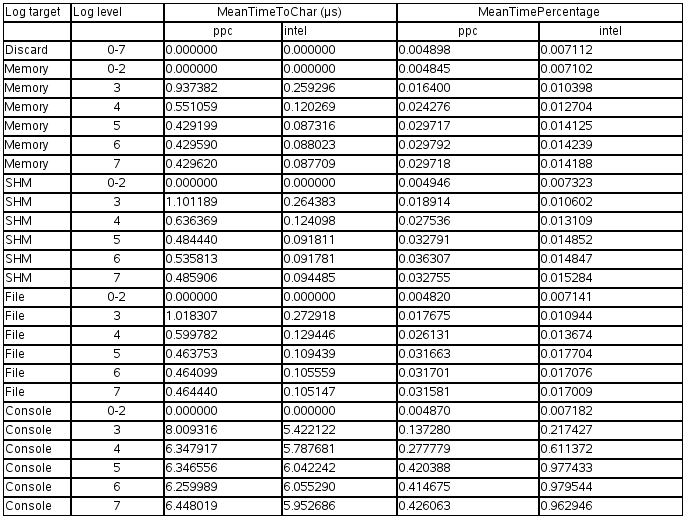 Log target Log level MeanTimeToChar (µs) MeanTimePercentage
ppc intel ppc intel
Discard 0-7 0.000000 0.000000 0.004898 0.007112
Memory 0-2 0.000000 0.000000 0.004845 0.007102
Memory 3 0.937382 0.259296 0.016400 0.010398
Memory 4 0.551059 0.120269 0.024276 0.012704
Memory 5 0.429199 0.087316 0.029717 0.014125
Memory 6 0.429590 0.088023 0.029792 0.014239
Memory 7 0.429620 0.087709 0.029718 0.014188
SHM 0-2 0.000000 0.000000 0.004946 0.007323
SHM 3 1.101189 0.264383 0.018914 0.010602
SHM 4 0.636369 0.124098 0.027536 0.013109
SHM 5 0.484440 0.091811 0.032791 0.014852
SHM 6 0.535813 0.091781 0.036307 0.014847
SHM 7 0.485906 0.094485 0.032755 0.015284
File 0-2 0.000000 0.000000 0.004820 0.007141
File 3 1.018307 0.272918 0.017675 0.010944
File 4 0.599782 0.129446 0.026131 0.013674
File 5 0.463753 0.109439 0.031663 0.017704
File 6 0.464099 0.105559 0.031701 0.017076
File 7 0.464440 0.105147 0.031581 0.017009
Console 0-2 0.000000 0.000000 0.004870 0.007182
Console 3 8.009316 5.422122 0.137280 0.217427
Console 4 6.347917 5.787681 0.277779 0.611372
Console 5 6.346556 6.042242 0.420388 0.977433
Console 6 6.259989 6.055290 0.414675 0.979544
Console 7 6.448019 5.952686 0.426063 0.962946